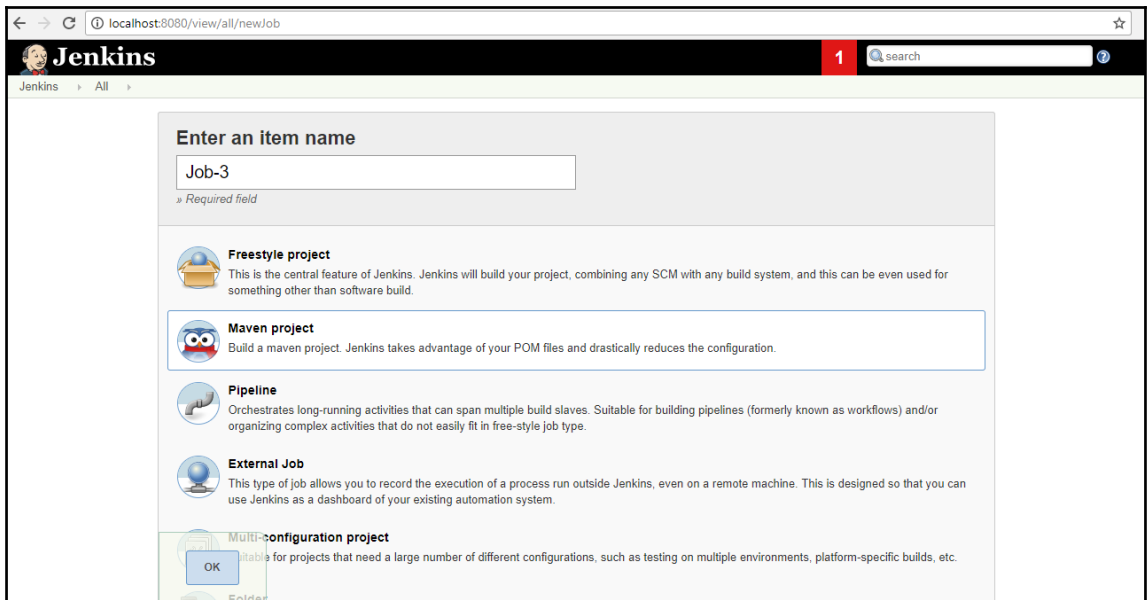 localhost:8080/view/all/newJob
Jenkins
1
search
Jenkins All
Enter an item name
Job-3
» Required field
Freestyle project
This is the central feature of Jenkins. Jenkins will build your project, combining any SCM with any build system, and this can be even used for
something other than software build.
Maven project
Build a maven project. Jenkins takes advantage of your POM files and drastically reduces the configuration.
Pipeline
Orchestrates long-running activities that can span multiple build slaves. Suitable for building pipelines (formerly known as workflows) and/or
organizing complex activities that do not easily fit in free-style job type.
External Job
This type of job allows you to record the execution of a process run outside Jenkins, even on a remote machine. This is designed so that you can
use Jenkins as a dashboard of your existing automation system.
Multi-configuration project
Suitable for projects that need a large number of different configurations, such as testing on multiple environments, platform-specific builds, etc.
OK
Folder